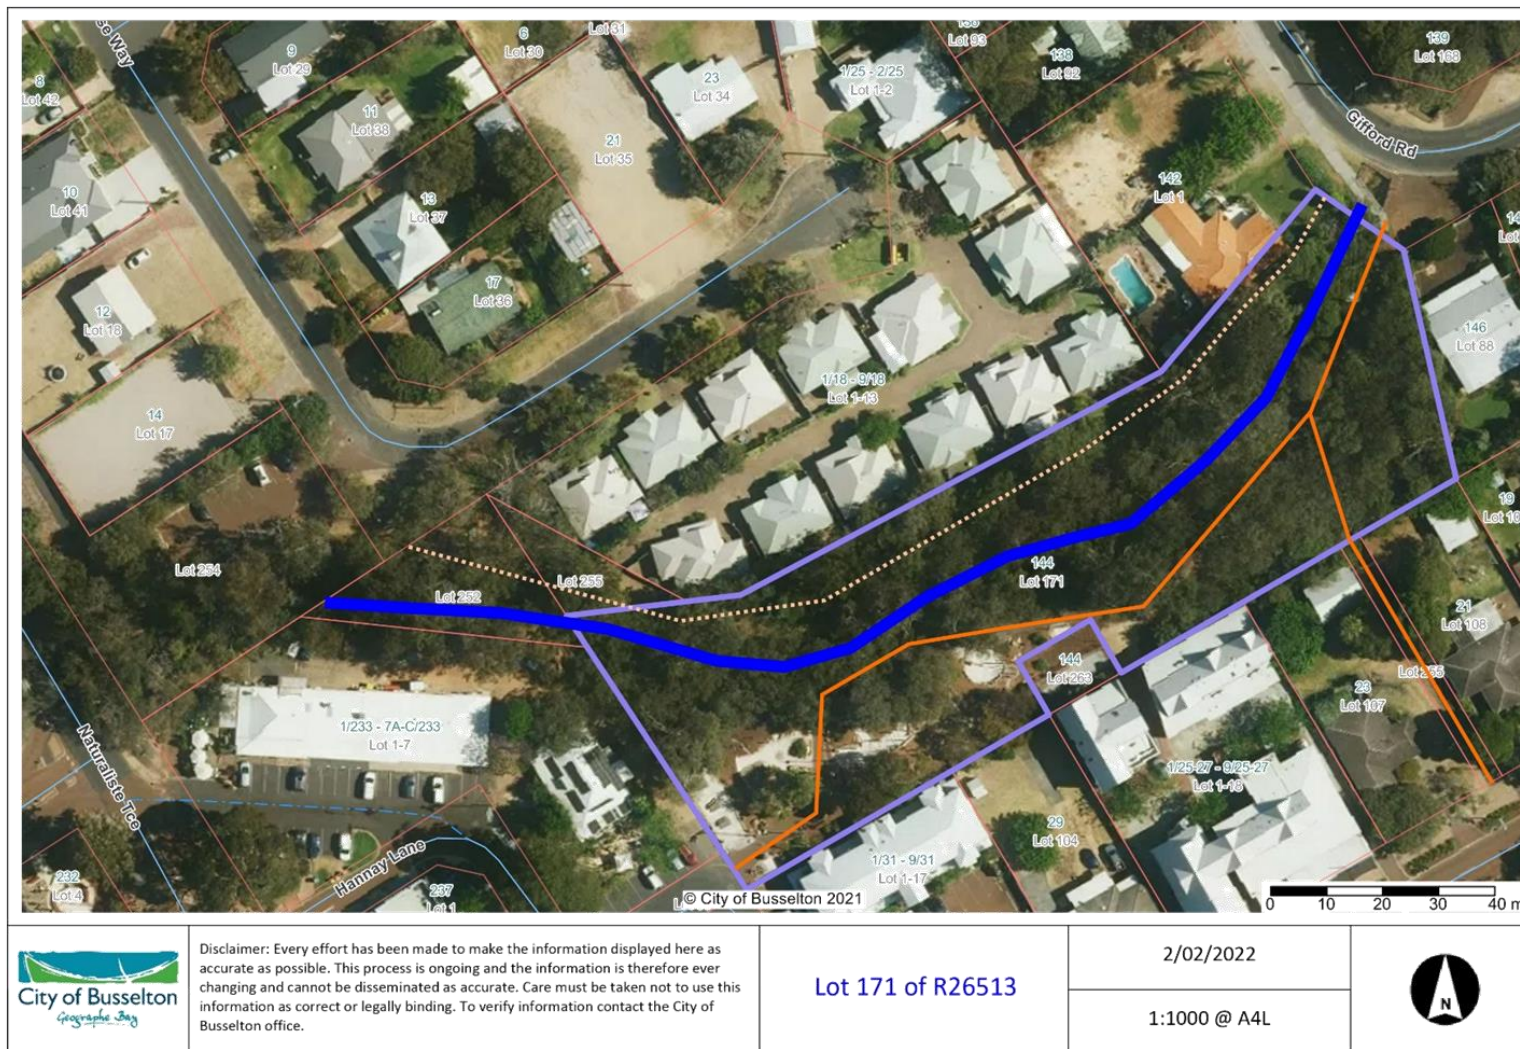 se Way
6
Lot 30
Lot 31
9
Lot 29
8
Lot 42
11
Lot 38
23
Lot 34
1/25 - 2/25
Lot 1-2
Lot 93
138
Lot 92
139
Lot 168
Gifford Rd
21
Lot 35
10
Lot 41
13
Lot 37
142
Lot 1
17
Lot 36
12
Lot 18
146
Lot 88
1/18 - 9/18
Lot 1-13
14
Lot 17
19
Lot 254
Lot 255
Lot 252
144
Lot 171
21
Lot 108
144
Lot 263
23
Lot 107
1/233 - 7A-C/233
Lot 1-7
Naturaliste Tce
1/25-27 - 9/25-27
Lot 1-18
29
Lot 104
Hannay Lane
1/31 - 9/31
Lot 1-17
232
Lot 4
237
Lot 1
© City of Busselton 2021
0 10 20 30 40 m
City of Busselton
Geographe Bay
Disclaimer: Every effort has been made to make the information displayed here as
accurate as possible. This process is ongoing and the information is therefore ever
changing and cannot be disseminated as accurate. Care must be taken not to use this
information as correct or legally binding. To verify information contact the City of
Busselton office.
Lot 171 of R26513
2/02/2022
1:1000 @ A4L
N